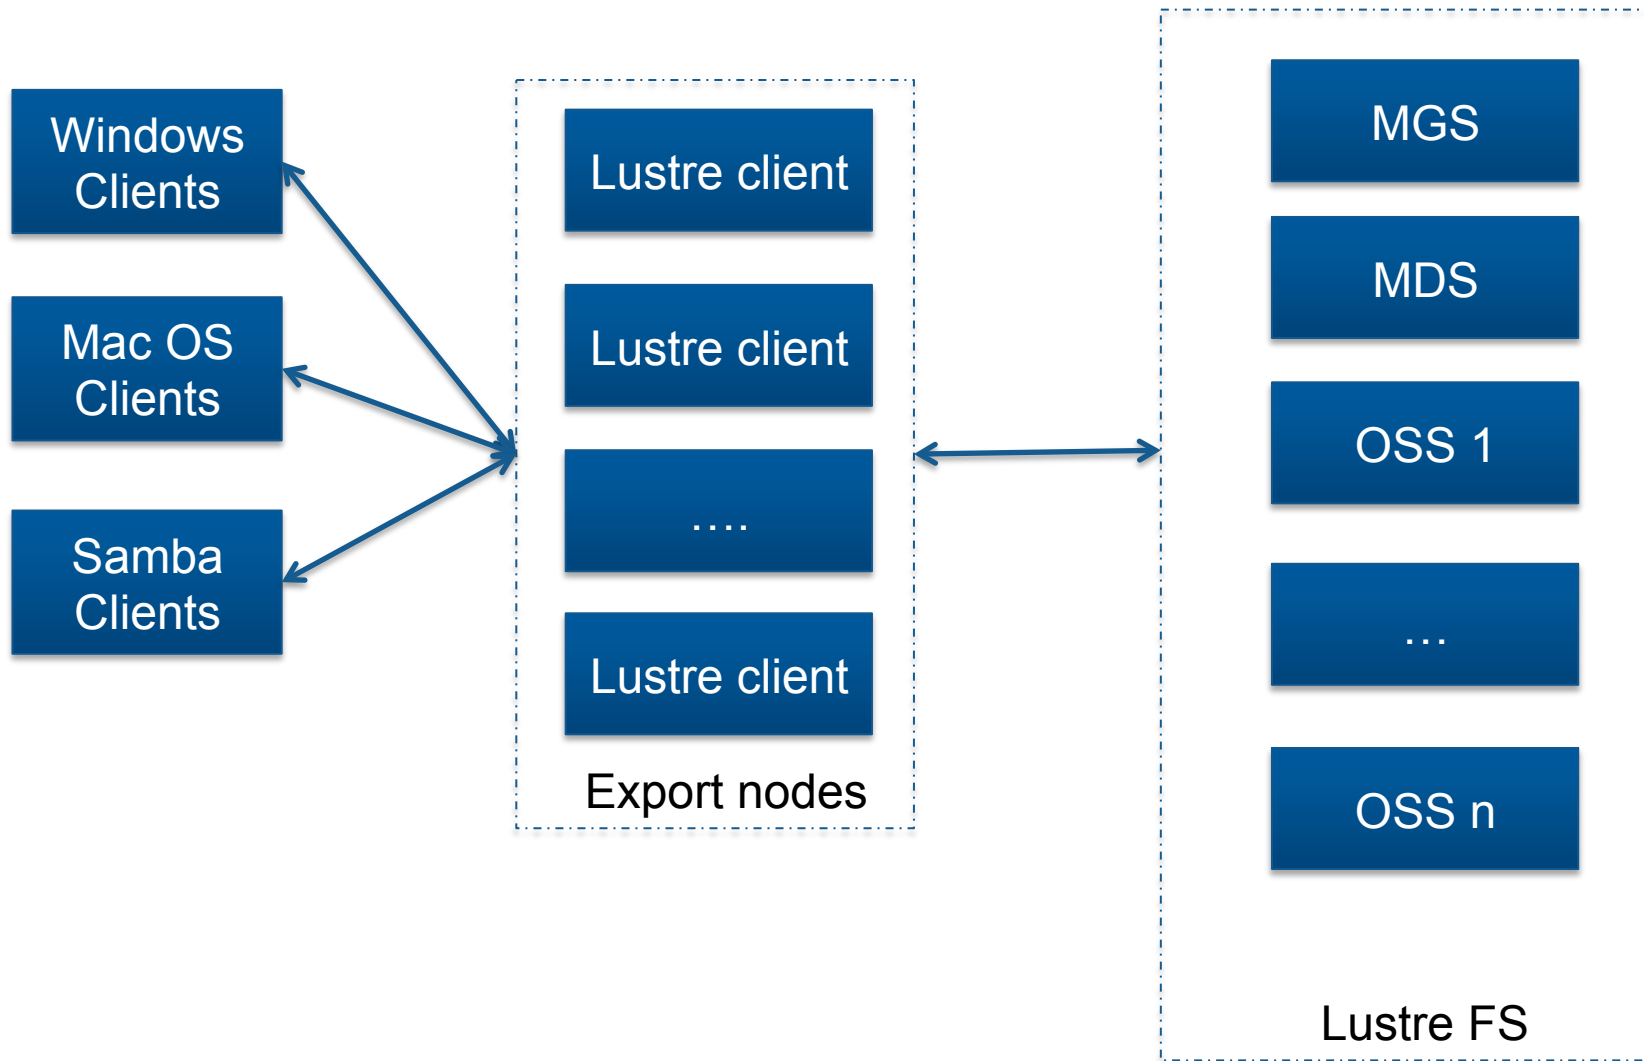 Windows
Clients
Mac OS
Clients
Samba
Clients
Lustre client
Lustre client
....
Lustre client
Export nodes
MGS
MDS
OSS 1
...
OSS n
Lustre FS